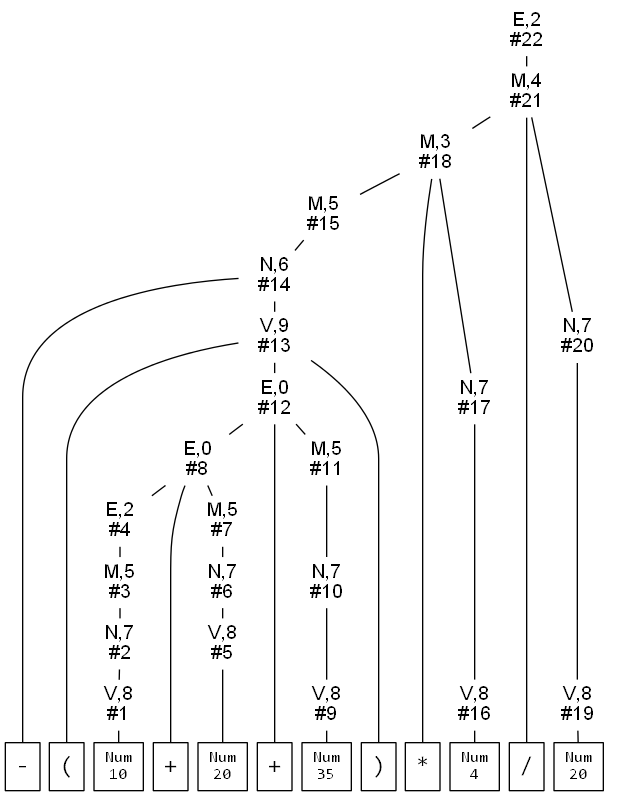 E,2
#22
M,4
#21
M,3
#18
M,5
#15
N,6
#14
V,9
#13
N,7
#20
E,0
#12
N,7
#17
E,0
#8
M,5
#11
E,2
#4
M,5
#7
M,5
#3
N,7
#6
N,7
#10
N,7
#2
V,8
#5
V,8
#1
V,8
#9
V,8
#16
V,8
#19
-
(
Num
10
+
Num
20
+
Num
35
)
*
Num
4
/
Num
20